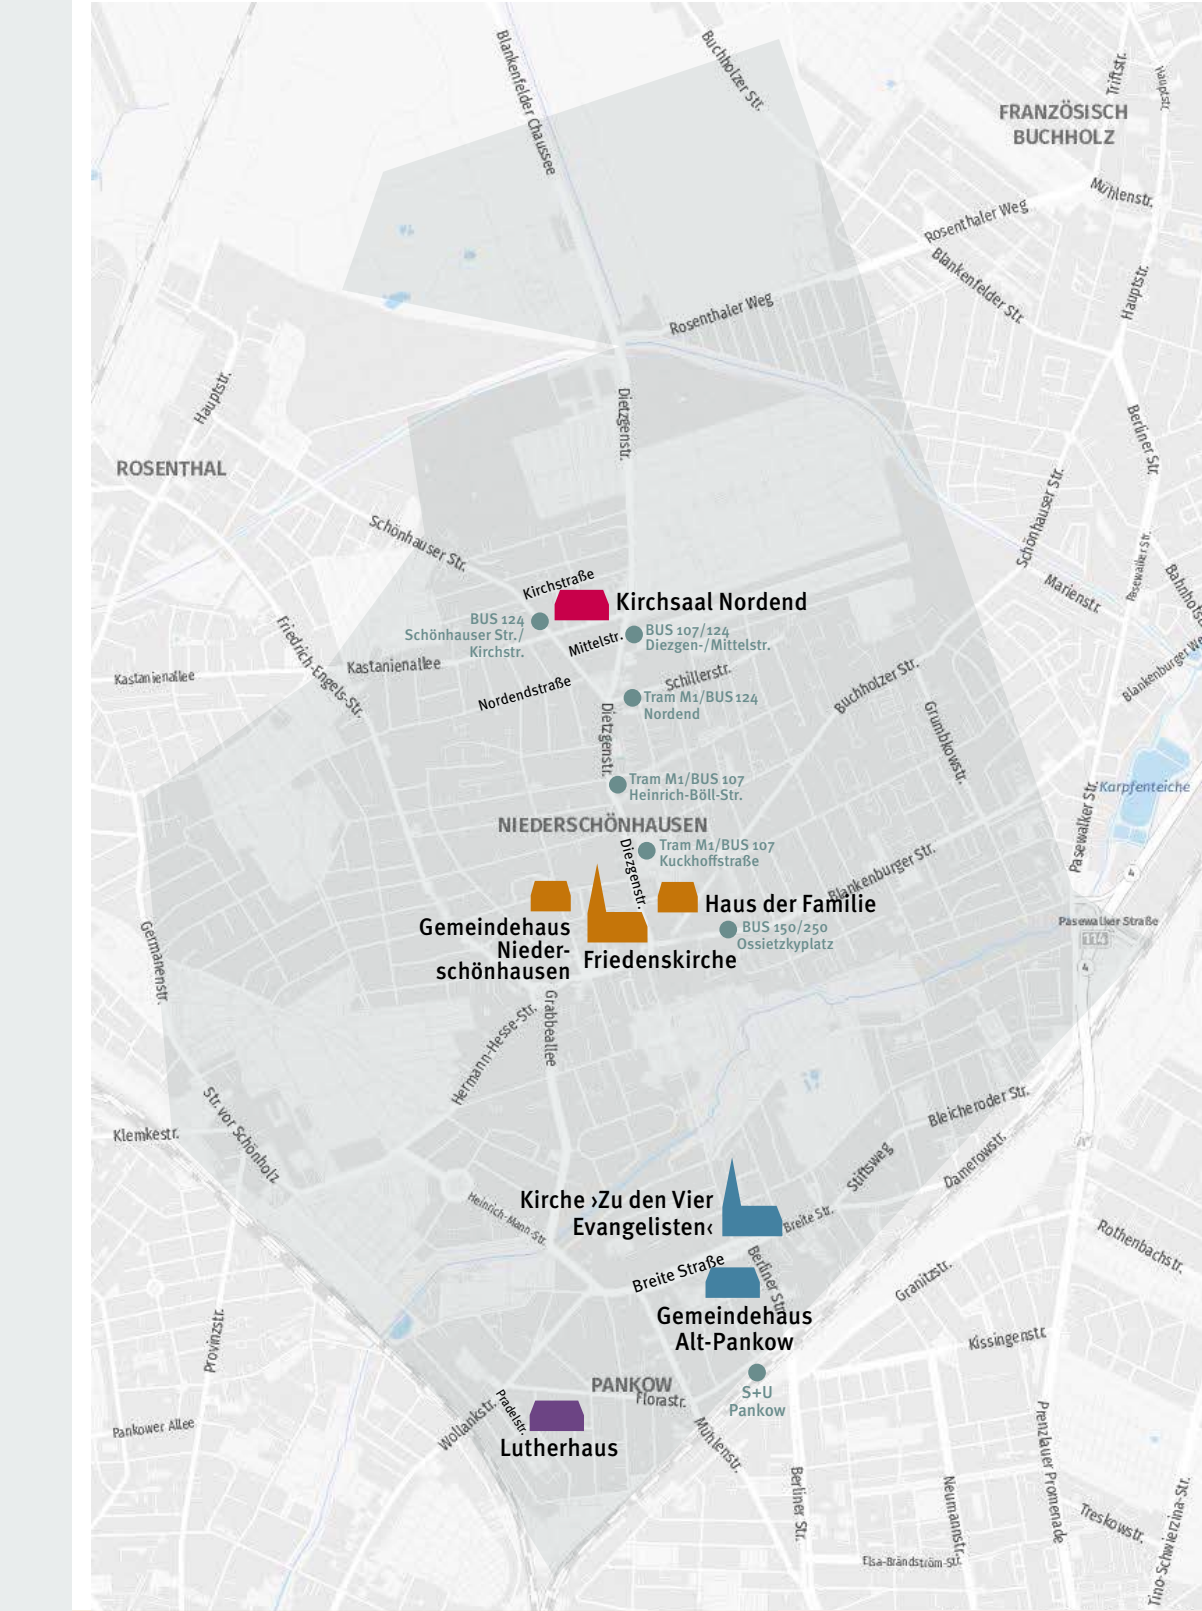 Blankenfelder Chaussee
Buchholzer Str.
Triftstr.
Hauptstr.
FRANZÖSISCH
BUCHHOLZ
Mühlenstr.
Rosenthaler Weg
Blankenfelder Str.
Hauptstr.
Rosenthaler Weg
Hauptstr.
Dietzgenstr.
Berliner Str.
ROSENTHAL
Schönhauser Str.
Schönhauser Str.
Pasewalker Str.
Marienstr.
Kirchstraße
Kirchsaal Nordend
BUS 124
Schönhauser Str./
Kirchstr.
Mittelstr.
BUS 107/124
Diezgen-/Mittelstr.
Friedrich-Engels-Str.
Kastanienallee
Kastanienallee
Nordendstraße
Schillerstr.
Tram M1/BUS 124
Nordend
Buchholzer Str.
Grumbkowstr.
Dietzgenstr.
Tram M1/BUS 107
Heinrich-Böll-Str.
Karpfenteiche
Pasewalker Str.
NIEDERSCHÖNHAUSEN
Diezgenstr.
Tram M1/BUS 107
Kuckhoffstraße
Blankenburger Str.
Haus der Familie
Gemeindehaus
Nieder-
schönhausen
Friedenskirche
BUS 150/250
Ossietzkyplatz
Pasewalker Straße
114
4
4
Germanenstr.
Grabbeallee
Hermann-Hesse-Str.
Str. vor Schönholz
Klemkestr.
Bleicheroder Str.
Damerowstr.
Stiftsweg
Heinrich-Mann-Str.
Kirche ›Zu den Vier
Evangelisten‹
Breite Str.
Rothenbachstr.
Breite Straße
Berliner Str.
Granitzstr.
Gemeindehaus
Alt-Pankow
Provinzstr.
Kissingenstr.
PANKOW
Florastr.
S+U
Pankow
Pradelstr.
Wollankstr.
Lutherhaus
Mühlenstr.
Pankower Allee
Prenzlauer Promenade
Berliner Str.
Neumannstr.
Treskowstr.
Tino-Schwierzina-Str.
Elsa-Brändström-Str.